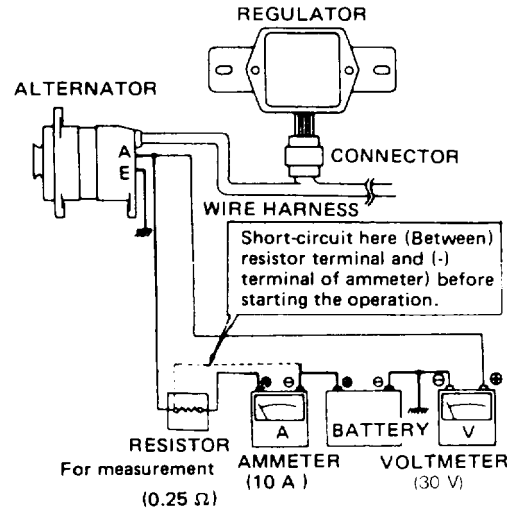 REGULATOR
ALTERNATOR
A
E
CONNECTOR
WIRE HARNESS
Short-circuit here (Between)
resistor terminal and (-)
terminal of ammeter) before
starting the operation.
⊕ ⊖ ⊕ ⊖ ⊖ ⊕
A
BATTERY
V
RESISTOR
For measurement
(0.25 Ω)
AMMETER
(10 A)
VOLTMETER
(30 V)